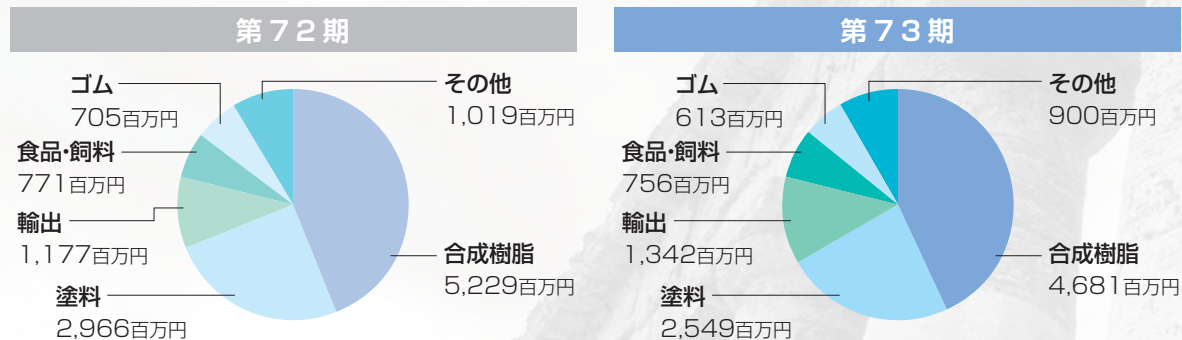 第72期
ゴム
705百万円
食品・飼料
771百万円
輸出
1,177百万円
塗料
2,966百万円
その他
1,019百万円
合成樹脂
5,229百万円
第73期
ゴム
613百万円
食品・飼料
756百万円
輸出
1,342百万円
塗料
2,549百万円
その他
900百万円
合成樹脂
4,681百万円